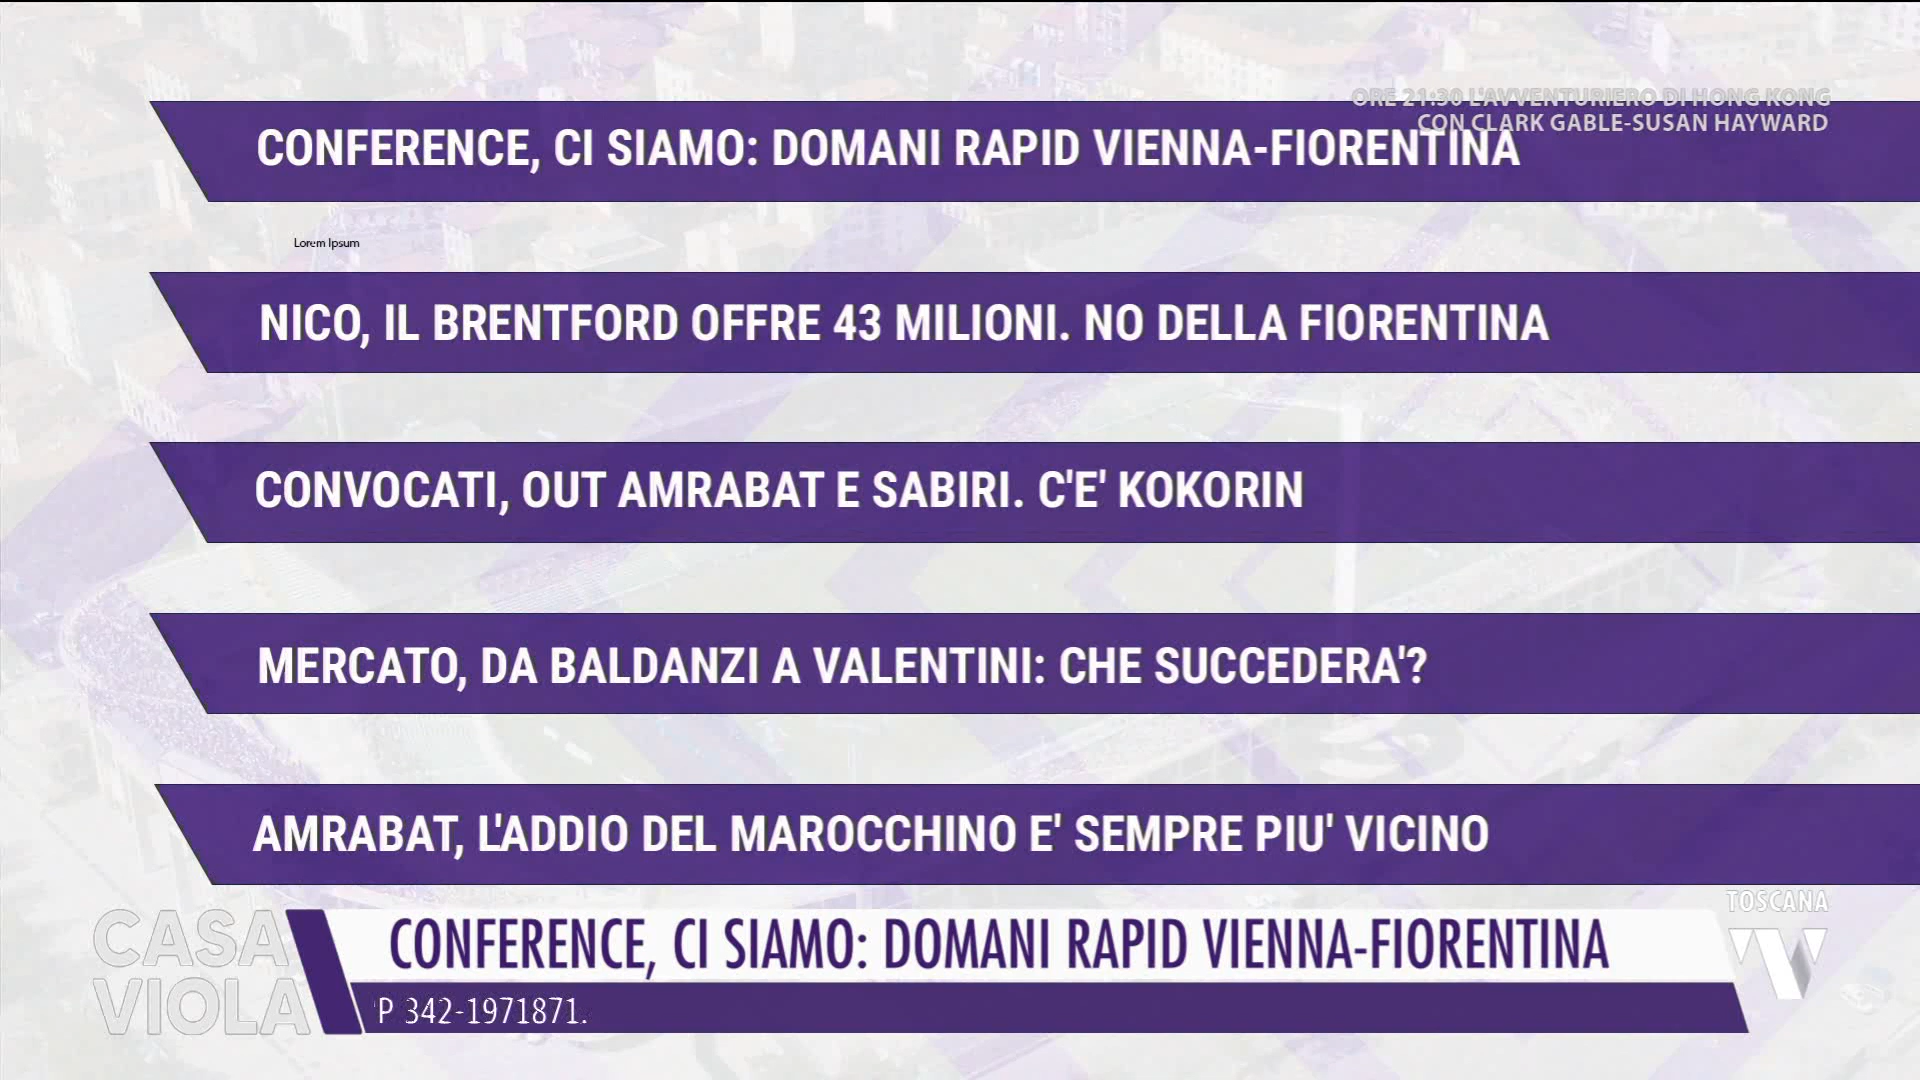 ORE 21:30 L'AVVENTURIERO DI HONG KONG
CON CLARK GABLE-SUSAN HAYWARD
CONFERENCE, CI SIAMO: DOMANI RAPID VIENNA-FIORENTINA
Lorem Ipsum
NICO, IL BRENTFORD OFFRE 43 MILIONI. NO DELLA FIORENTINA
CONVOCATI, OUT AMRABAT E SABIRI. C'E' KOKORIN
MERCATO, DA BALDANZI A VALENTINI: CHE SUCCEDERA'?
AMRABAT, L'ADDIO DEL MAROCCHINO E' SEMPRE PIU' VICINO
CASA
VIOLA
CONFERENCE, CI SIAMO: DOMANI RAPID VIENNA-FIORENTINA
P 342-1971871.
TOSCANA
TV